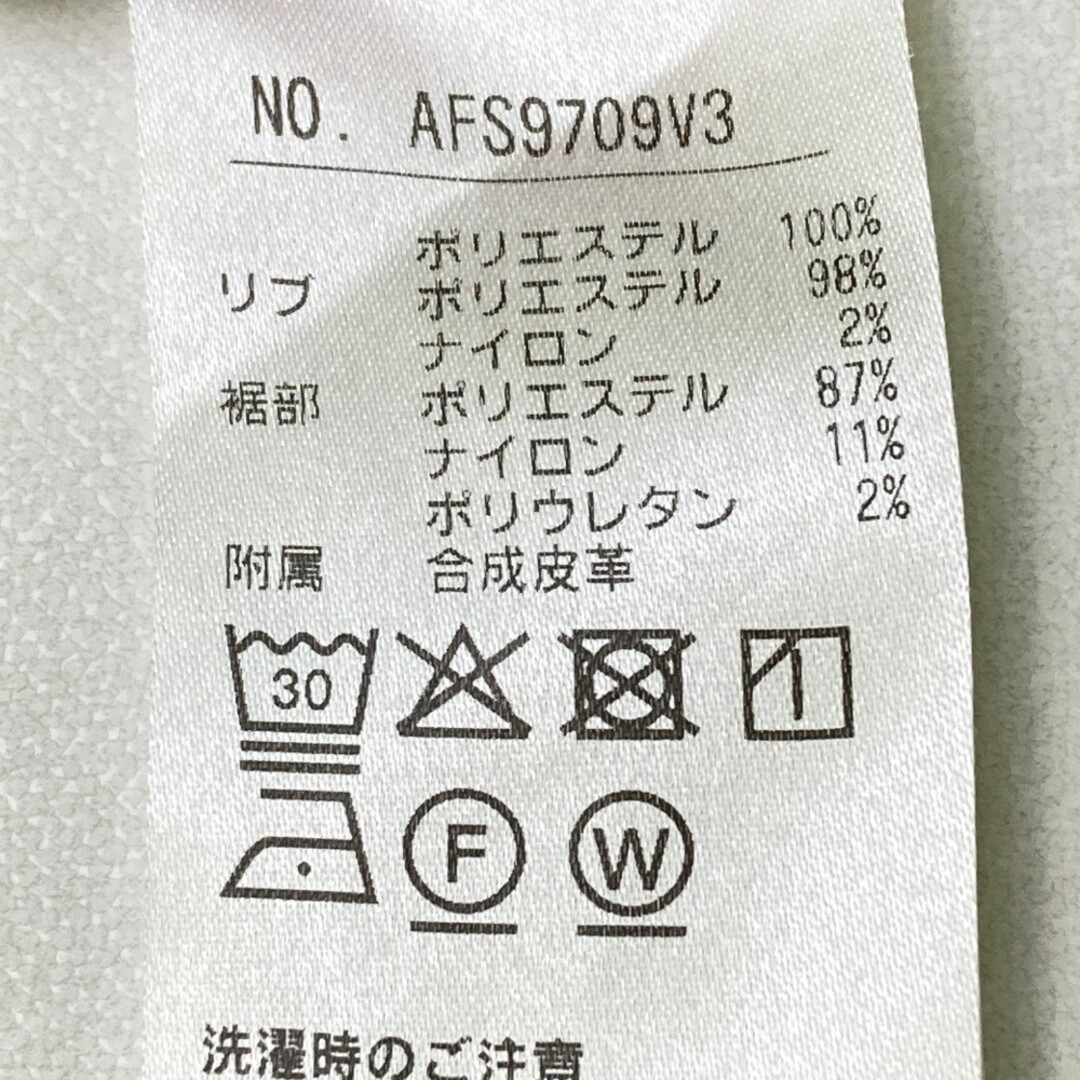 NO. AFS9709V3
ポリエステル 100%
リブ ポリエステル 98%
ナイロン 2%
裾部 ポリエステル 87%
ナイロン 11%
ポリウレタン 2%
附属 合成皮革
30
F W
洗濯時のご注意